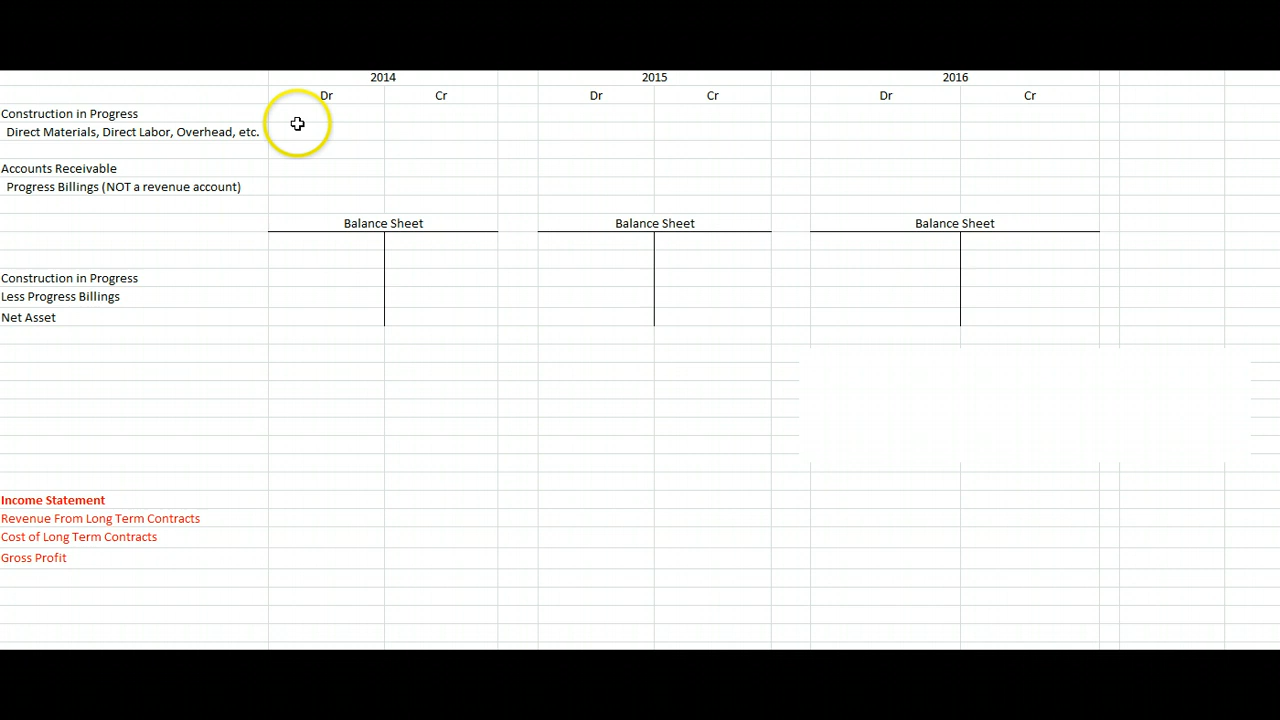 2014 2015 2016
Dr Cr Dr Cr Dr Cr
Construction in Progress
Direct Materials, Direct Labor, Overhead, etc.
Accounts Receivable
Progress Billings (NOT a revenue account)
Balance Sheet Balance Sheet Balance Sheet
Construction in Progress
Less Progress Billings
Net Asset
Income Statement
Revenue From Long Term Contracts
Cost of Long Term Contracts
Gross Profit